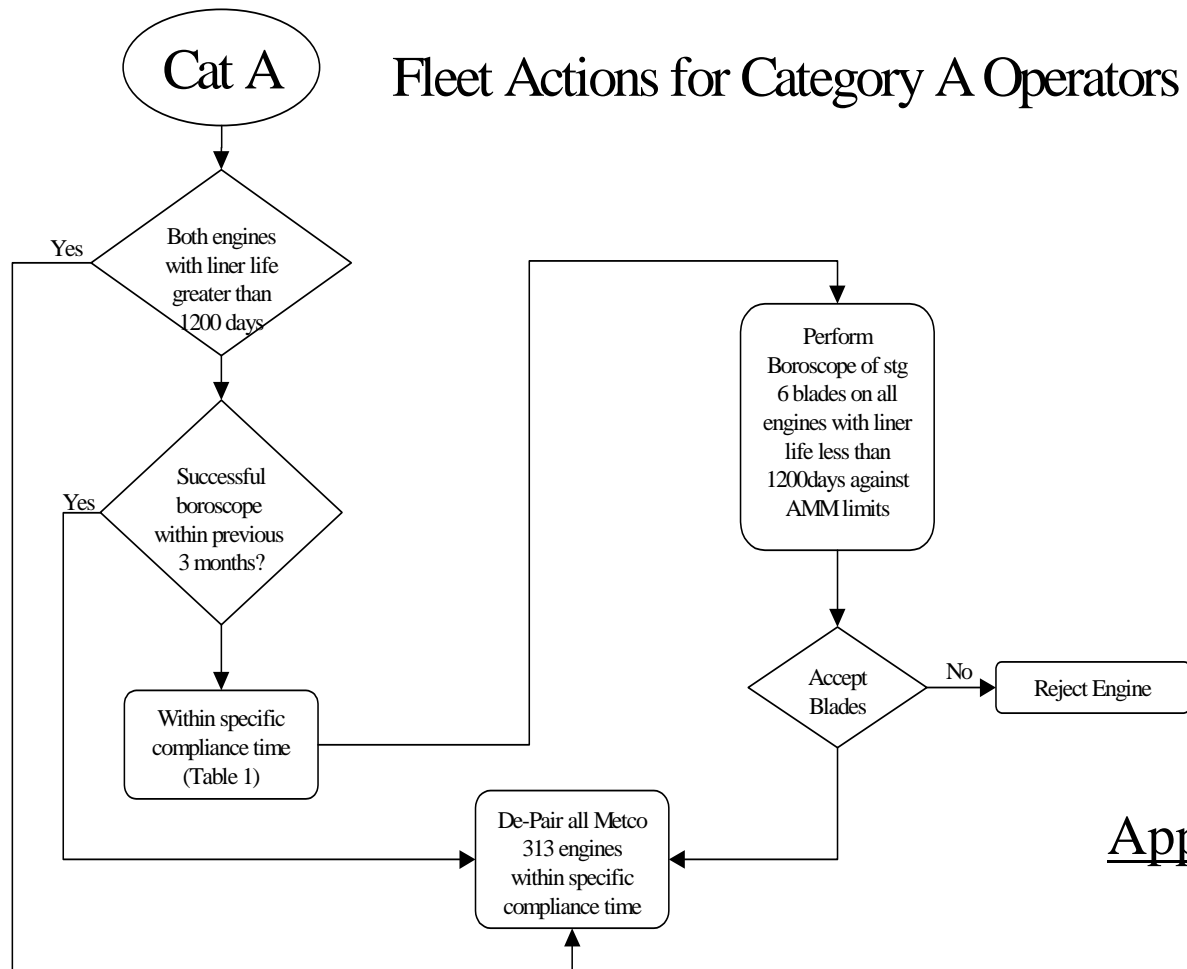 Cat A
Fleet Actions for Category A Operators
Yes
Both engines
with liner life
greater than
1200 days
Yes
Successful
boroscope
within previous
3 months?
Within specific
compliance time
(Table 1)
Perform
Boroscope of stg
6 blades on all
engines with liner
life less than
1200days against
AMM limits
Accept
Blades
No
Reject Engine
De-Pair all Metco
313 engines
within specific
compliance time
App